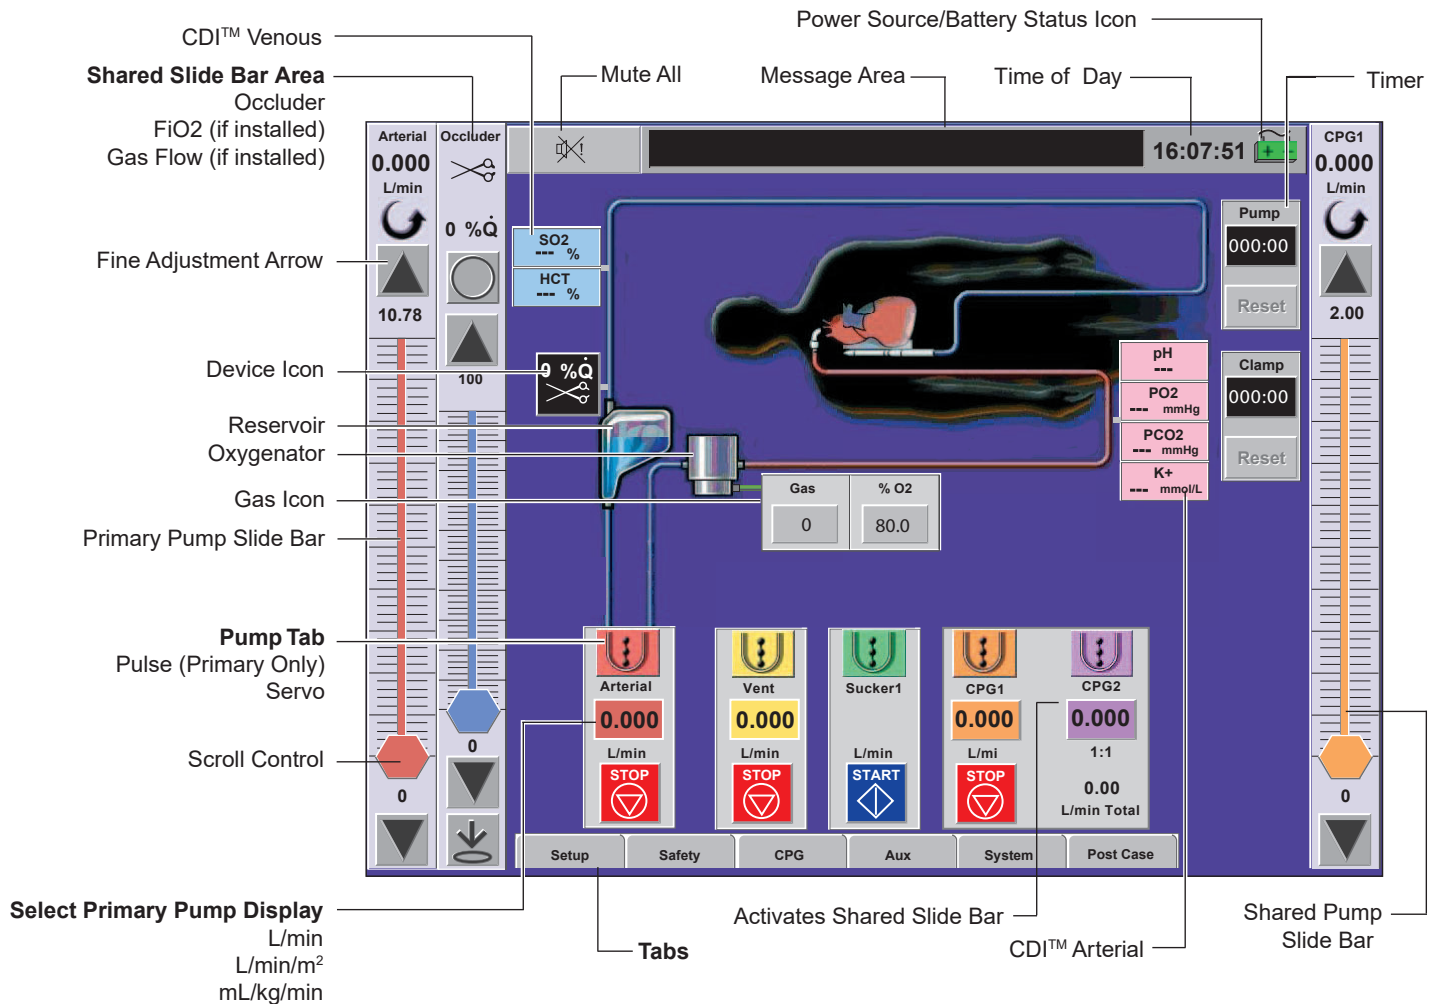 Power Source/Battery Status Icon
CDI™ Venous
Shared Slide Bar Area
Occluder
FiO2 (if installed)
Gas Flow (if installed)
Mute All
Message Area
Time of Day
Timer
Fine Adjustment Arrow
Device Icon
Reservoir
Oxygenator
Gas Icon
Primary Pump Slide Bar
Pump Tab
Pulse (Primary Only)
Servo
Scroll Control
Select Primary Pump Display
L/min
L/min/m²
mL/kg/min
Arterial
0.000
L/min
10.78
0
Occluder
0 %Q̇
100
0
!
16:07:51
+ -
SO2
--- %
HCT
--- %
0 %Q̇
Gas
0
% O2
80.0
pH
---
PO2
--- mmHg
PCO2
--- mmHg
K+
--- mmol/L
Pump
000:00
Reset
Clamp
000:00
Reset
CPG1
0.000
L/min
2.00
0
Arterial
0.000
L/min
STOP
Vent
0.000
L/min
STOP
Sucker1
L/min
START
CPG1
0.000
L/mi
STOP
CPG2
0.000
1:1
0.00
L/min Total
Setup
Safety
CPG
Aux
System
Post Case
Tabs
Activates Shared Slide Bar
CDI™ Arterial
Shared Pump
Slide Bar